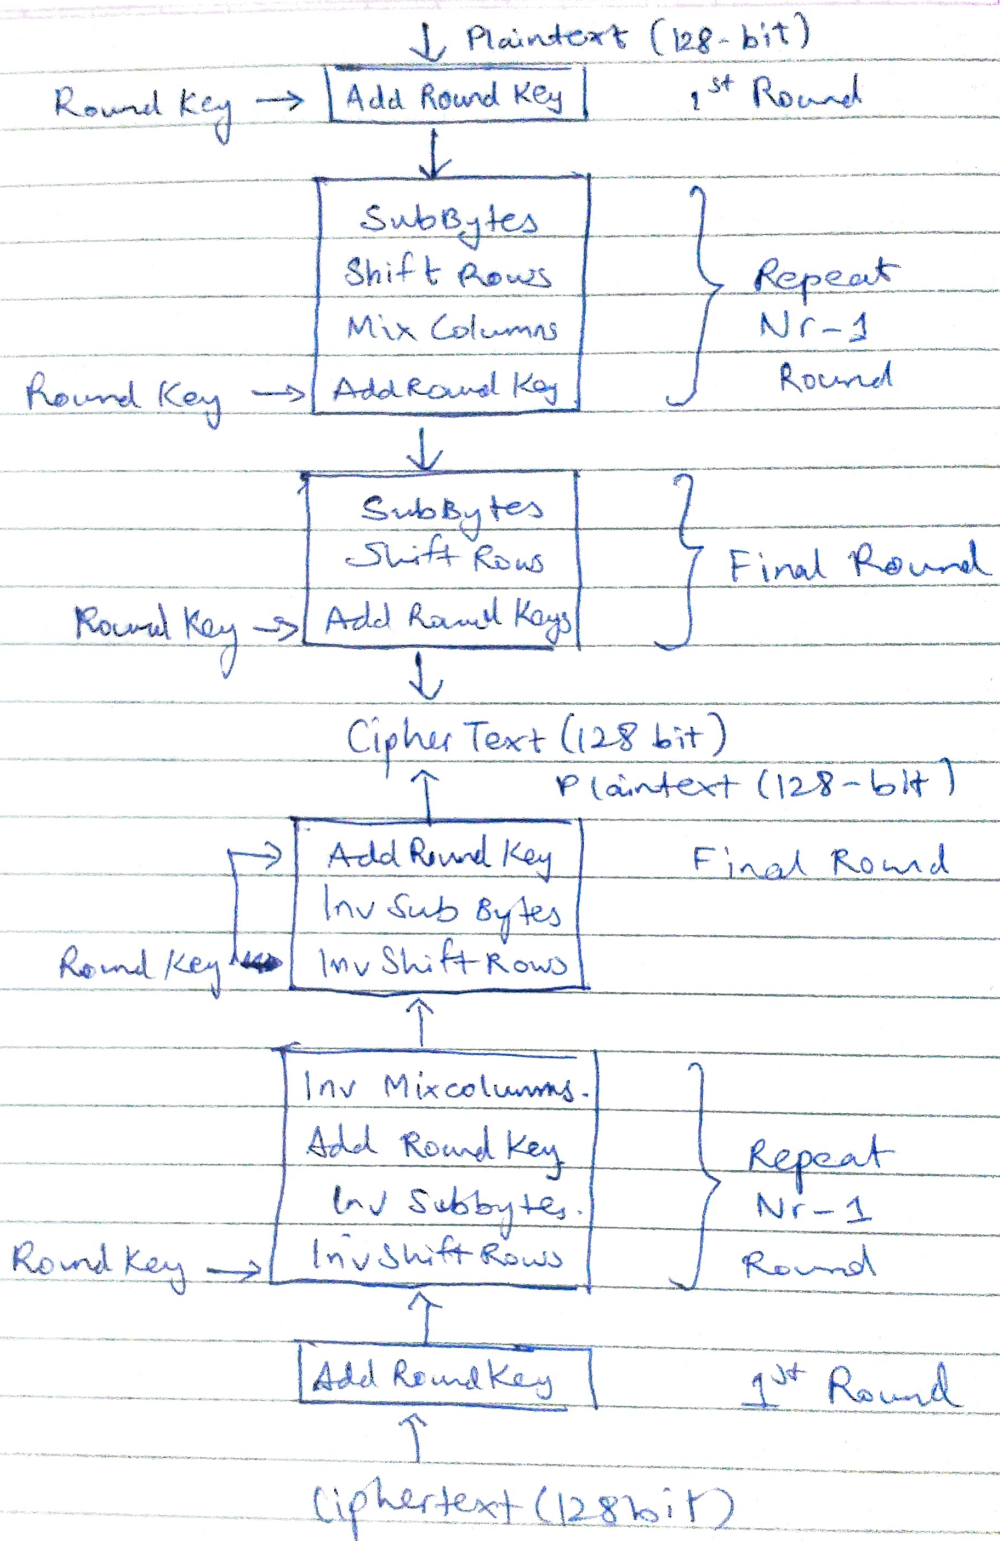 Plaintext (128-bit)
Round Key → Add Round Key 1st Round
SubBytes
Shift Rows
Mix Columns
Round Key → Add Round Key
Repeat
Nr-1
Round
SubBytes
Shift Rows
Round Key → Add Round Keys
Final Round
Cipher Text (128 bit)
Plaintext (128-bit)
Add Round Key Final Round
Inv Sub Bytes
Round Key Inv Shift Rows
Inv Mixcolumns.
Add Round Key
Inv Subbytes.
Round Key → Inv Shift Rows
Repeat
Nr-1
Round
Add Round Key 1st Round
Ciphertext (128bit)